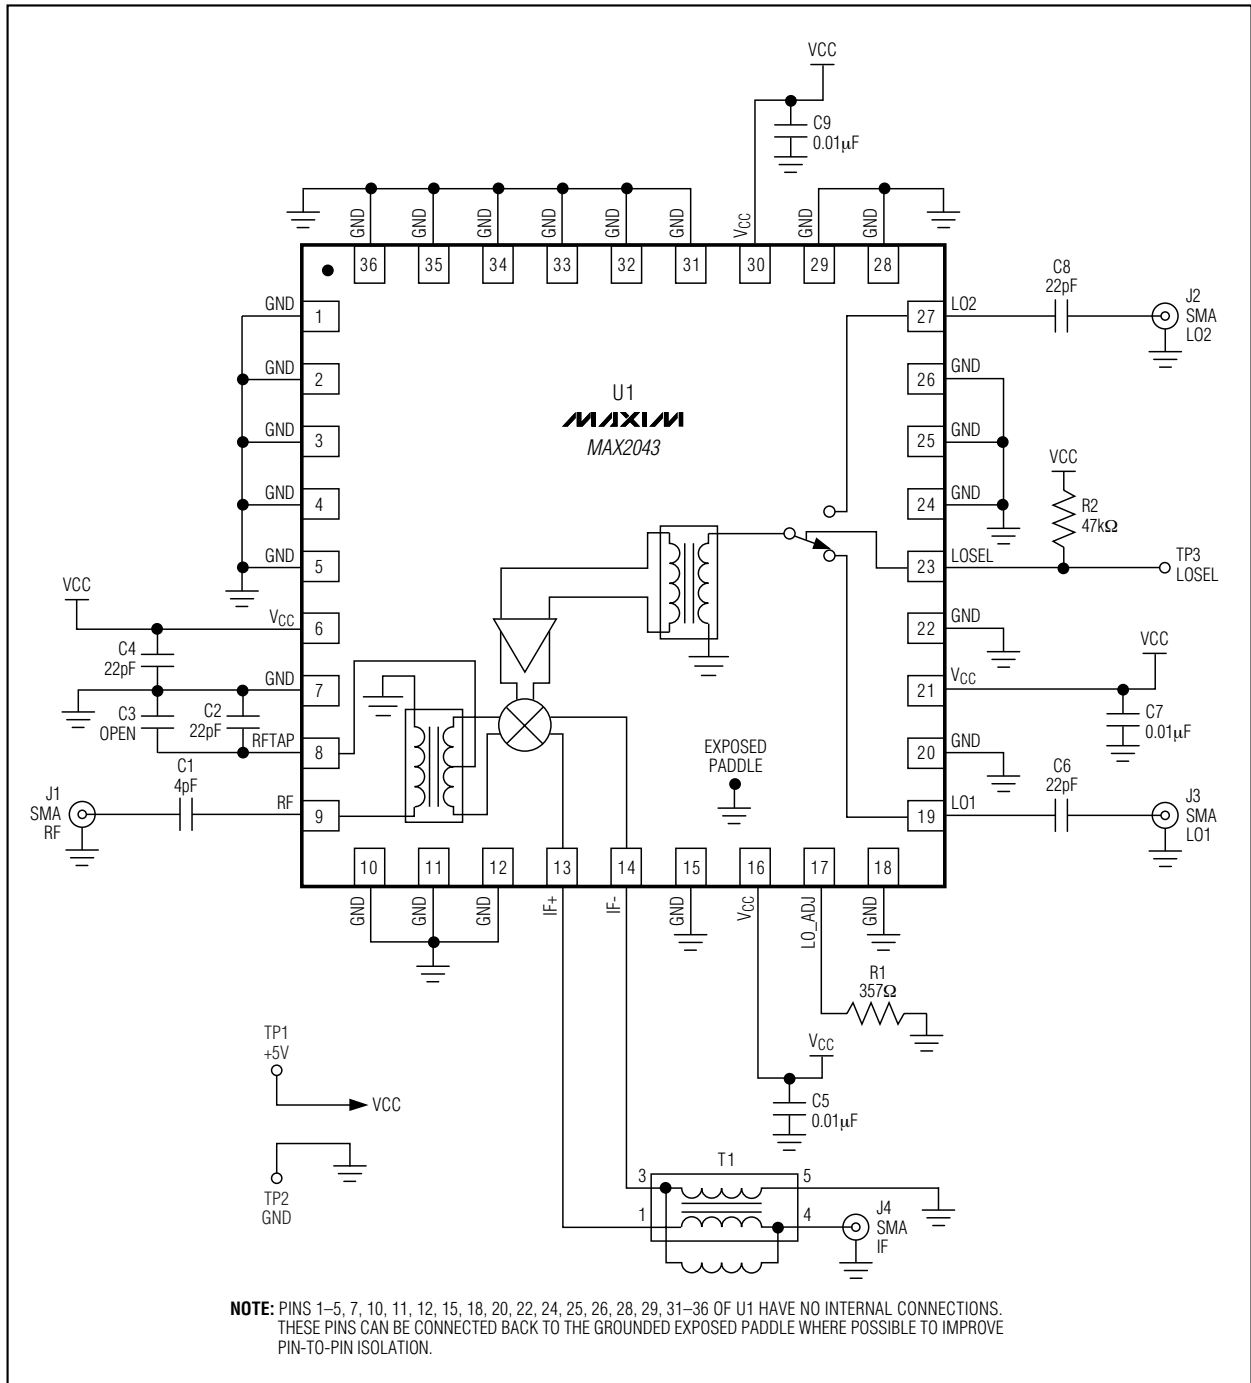 VCC
C9
0.01µF
GND
GND
GND
GND
GND
GND
VCC
GND
GND
36
35
34
33
32
31
30
29
28
C8
22pF
J2
SMA
LO2
GND
1
27
LO2
GND
2
26
GND
U1
MAXIM
MAX2043
GND
3
25
GND
VCC
GND
4
24
GND
R2
47kΩ
GND
5
23
LOSEL
TP3
LOSEL
VCC
VCC
6
22
GND
C4
22pF
VCC
GND
7
21
VCC
C3
OPEN
C2
22pF
C7
0.01µF
RFTAP
8
EXPOSED
PADDLE
20
GND
C1
4pF
C6
22pF
J1
SMA
RF
RF
9
19
LO1
J3
SMA
LO1
10
11
12
13
14
15
16
17
18
GND
GND
GND
IF+
IF-
GND
VCC
LO_ADJ
GND
R1
357Ω
TP1
+5V
VCC
VCC
C5
0.01µF
TP2
GND
T1
3
5
1
4
J4
SMA
IF
NOTE: PINS 1–5, 7, 10, 11, 12, 15, 18, 20, 22, 24, 25, 26, 28, 29, 31–36 OF U1 HAVE NO INTERNAL CONNECTIONS.
THESE PINS CAN BE CONNECTED BACK TO THE GROUNDED EXPOSED PADDLE WHERE POSSIBLE TO IMPROVE
PIN-TO-PIN ISOLATION.